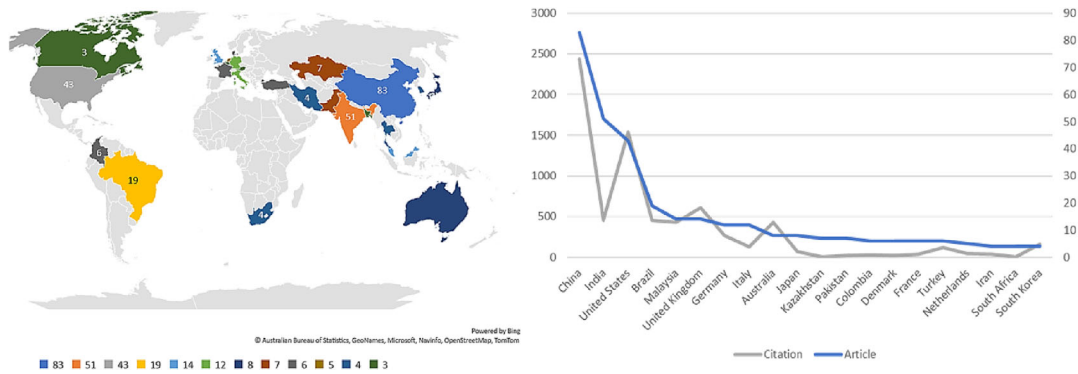 3
43
7
83
4
51
6
19
4
Powered by Bing
© Australian Bureau of Statistics, GeoNames, Microsoft, Navinfo, OpenStreetMap, TomTom
83 51 43 19 14 12 8 7 6 5 4 3
3000 90
80
2500
70
2000 60
50
1500
40
1000 30
20
500
10
0 0
China
India
United States
Brazil
Malaysia
United Kingdom
Germany
Italy
Australia
Japan
Kazakhstan
Pakistan
Colombia
Denmark
France
Turkey
Netherlands
Iran
South Africa
South Korea
Citation Article